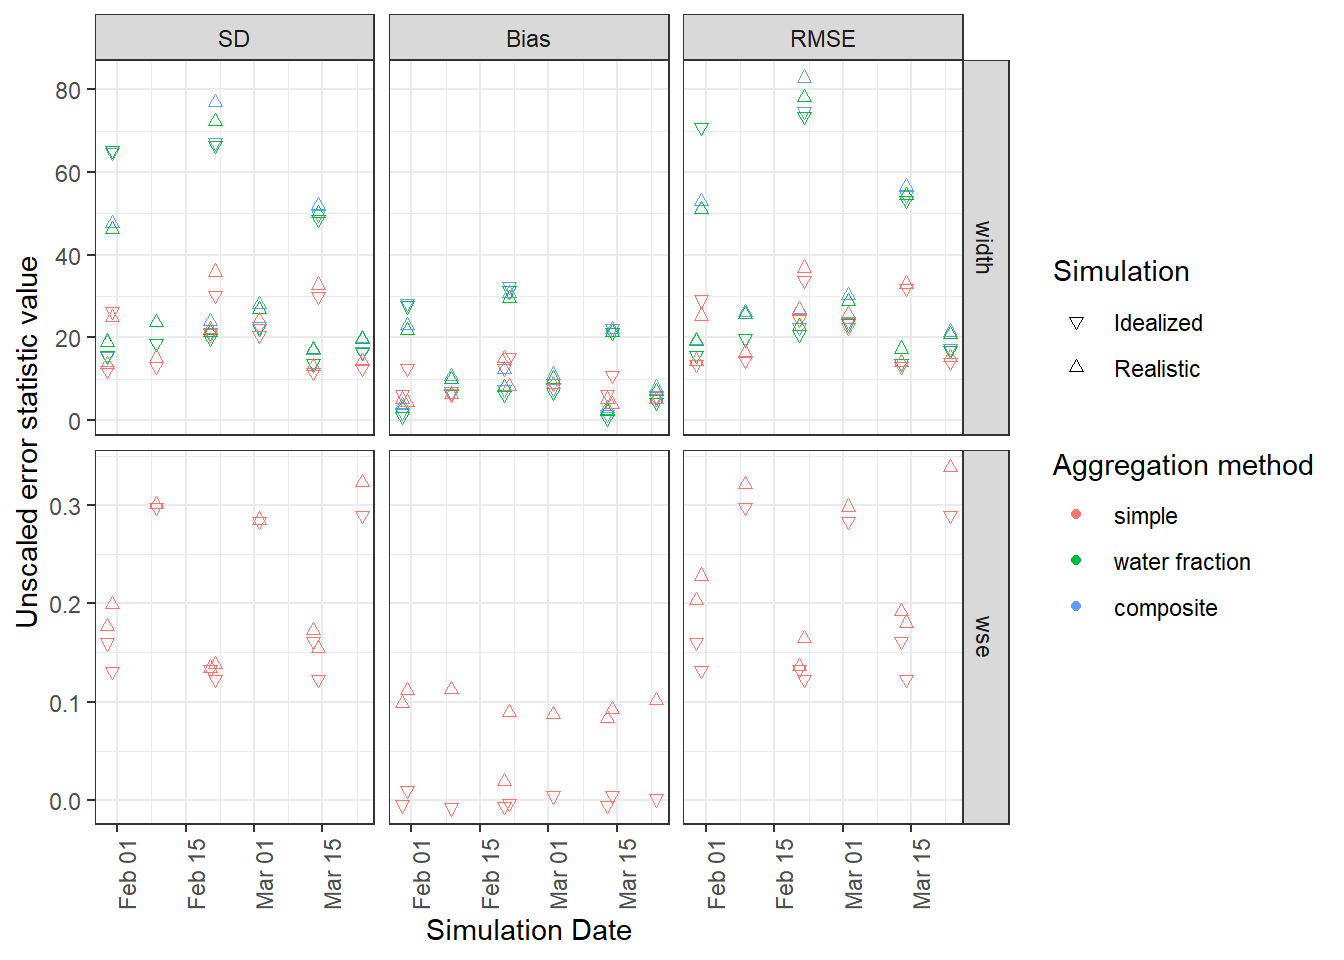 SD
Bias
RMSE
80
60
40
20
0
width
0.3
0.2
0.1
0.0
wse
Unscaled error statistic value
Feb 01
Feb 15
Mar 01
Mar 15
Feb 01
Feb 15
Mar 01
Mar 15
Feb 01
Feb 15
Mar 01
Mar 15
Simulation Date
Simulation
Idealized
Realistic
Aggregation method
simple
water fraction
composite